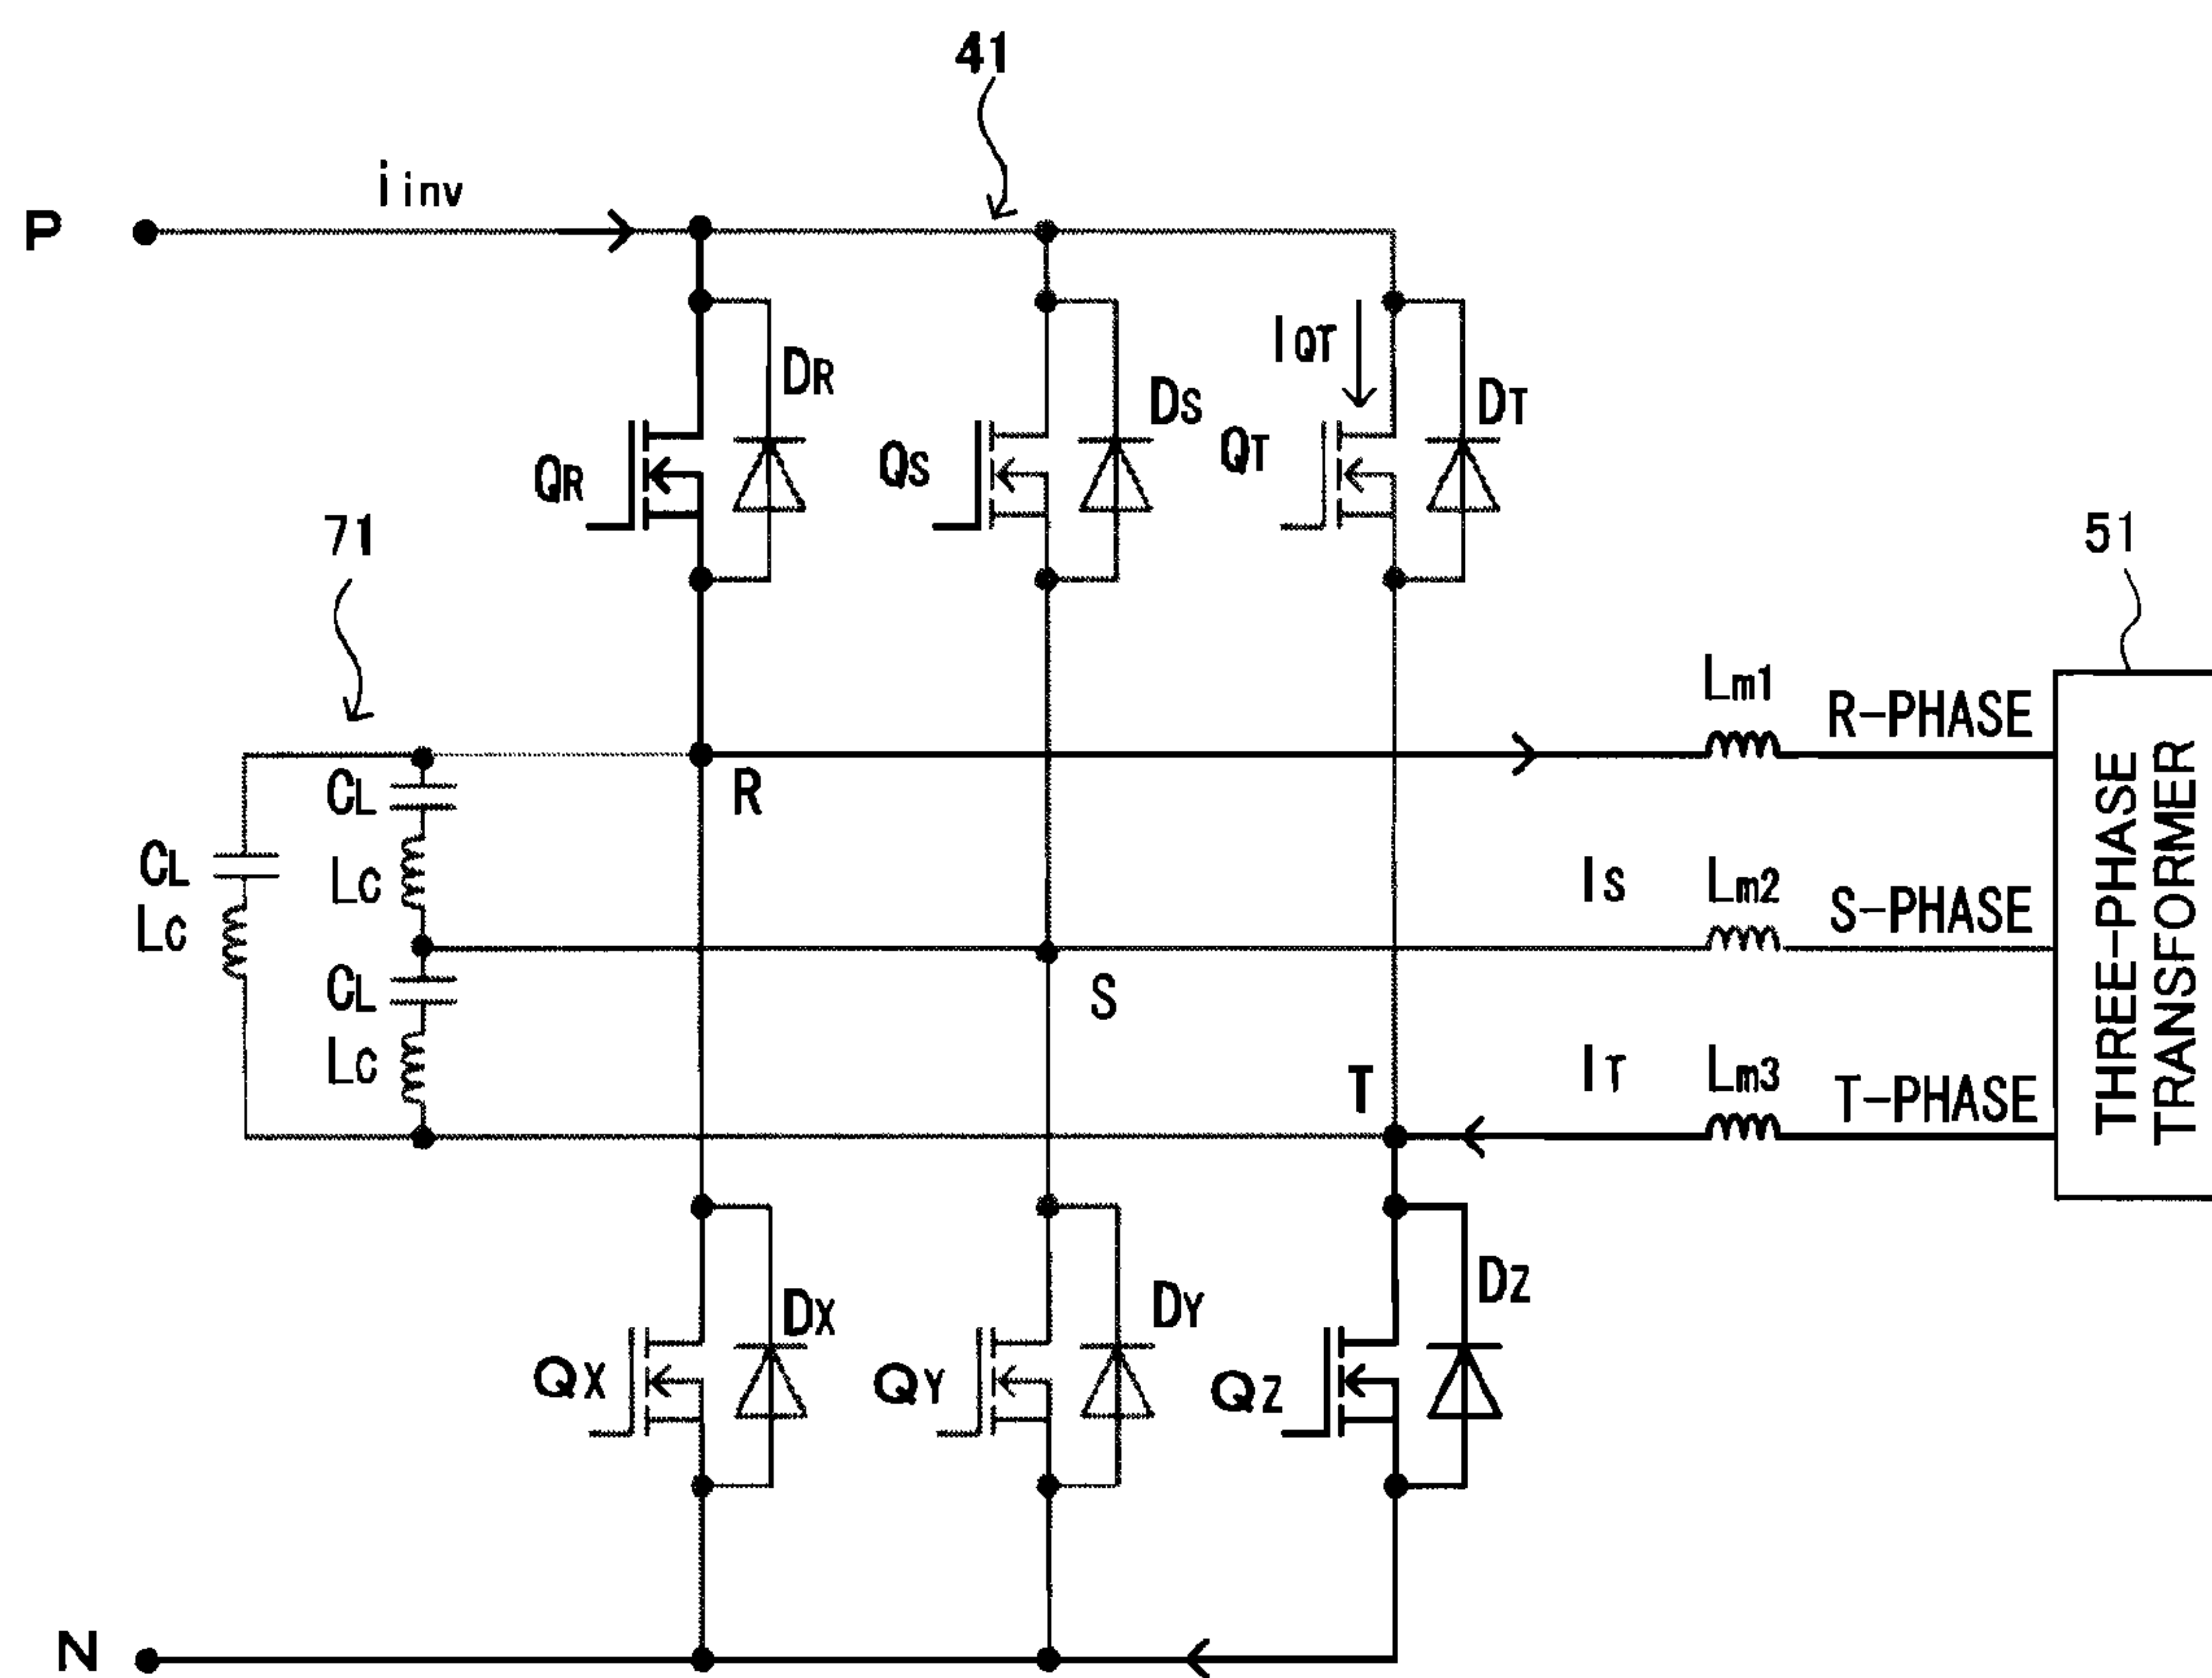 41
i inv
P
DR
IQT
DS
DT
QR
QS
QT
71
51
Lm1
R-PHASE
CL
R
CL
LC
IS
Lm2
S-PHASE
LC
CL
S
LC
T
IT
Lm3
T-PHASE
THREE-PHASE
TRANSFORMER
DX
DY
DZ
QX
QY
QZ
N